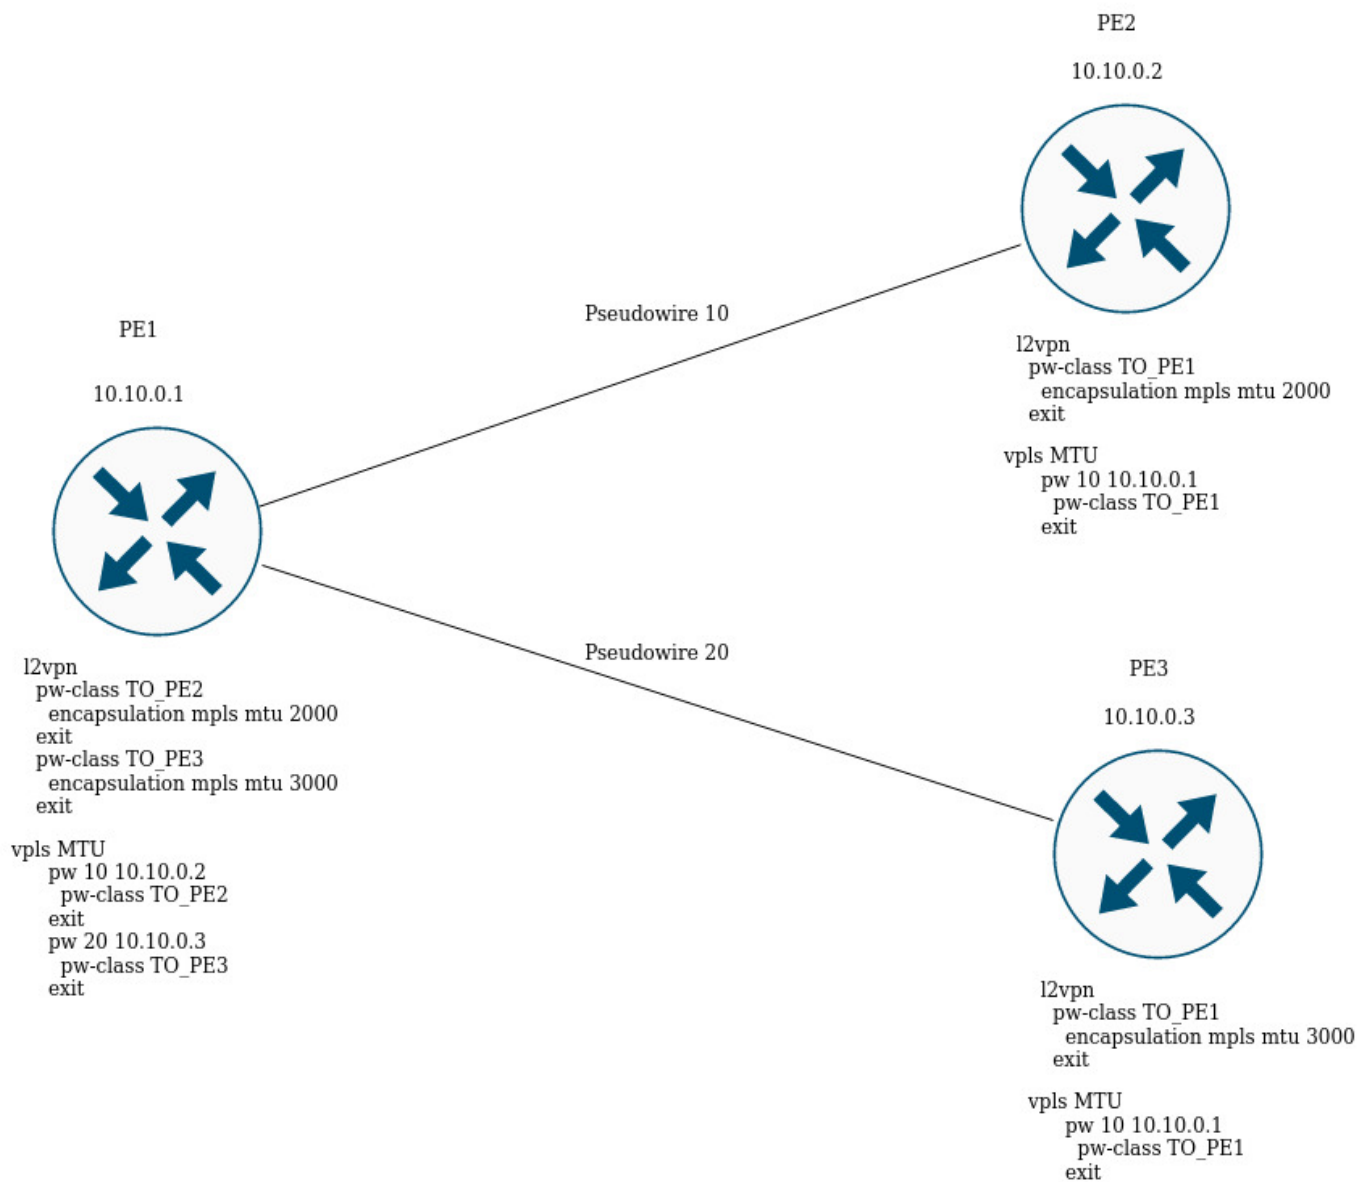 PE2
10.10.0.2
l2vpn
pw-class TO_PE1
encapsulation mpls mtu 2000
exit
vpls MTU
pw 10 10.10.0.1
pw-class TO_PE1
exit
Pseudowire 10
PE1
10.10.0.1
l2vpn
pw-class TO_PE2
encapsulation mpls mtu 2000
exit
pw-class TO_PE3
encapsulation mpls mtu 3000
exit
vpls MTU
pw 10 10.10.0.2
pw-class TO_PE2
exit
pw 20 10.10.0.3
pw-class TO_PE3
exit
Pseudowire 20
PE3
10.10.0.3
l2vpn
pw-class TO_PE1
encapsulation mpls mtu 3000
exit
vpls MTU
pw 10 10.10.0.1
pw-class TO_PE1
exit